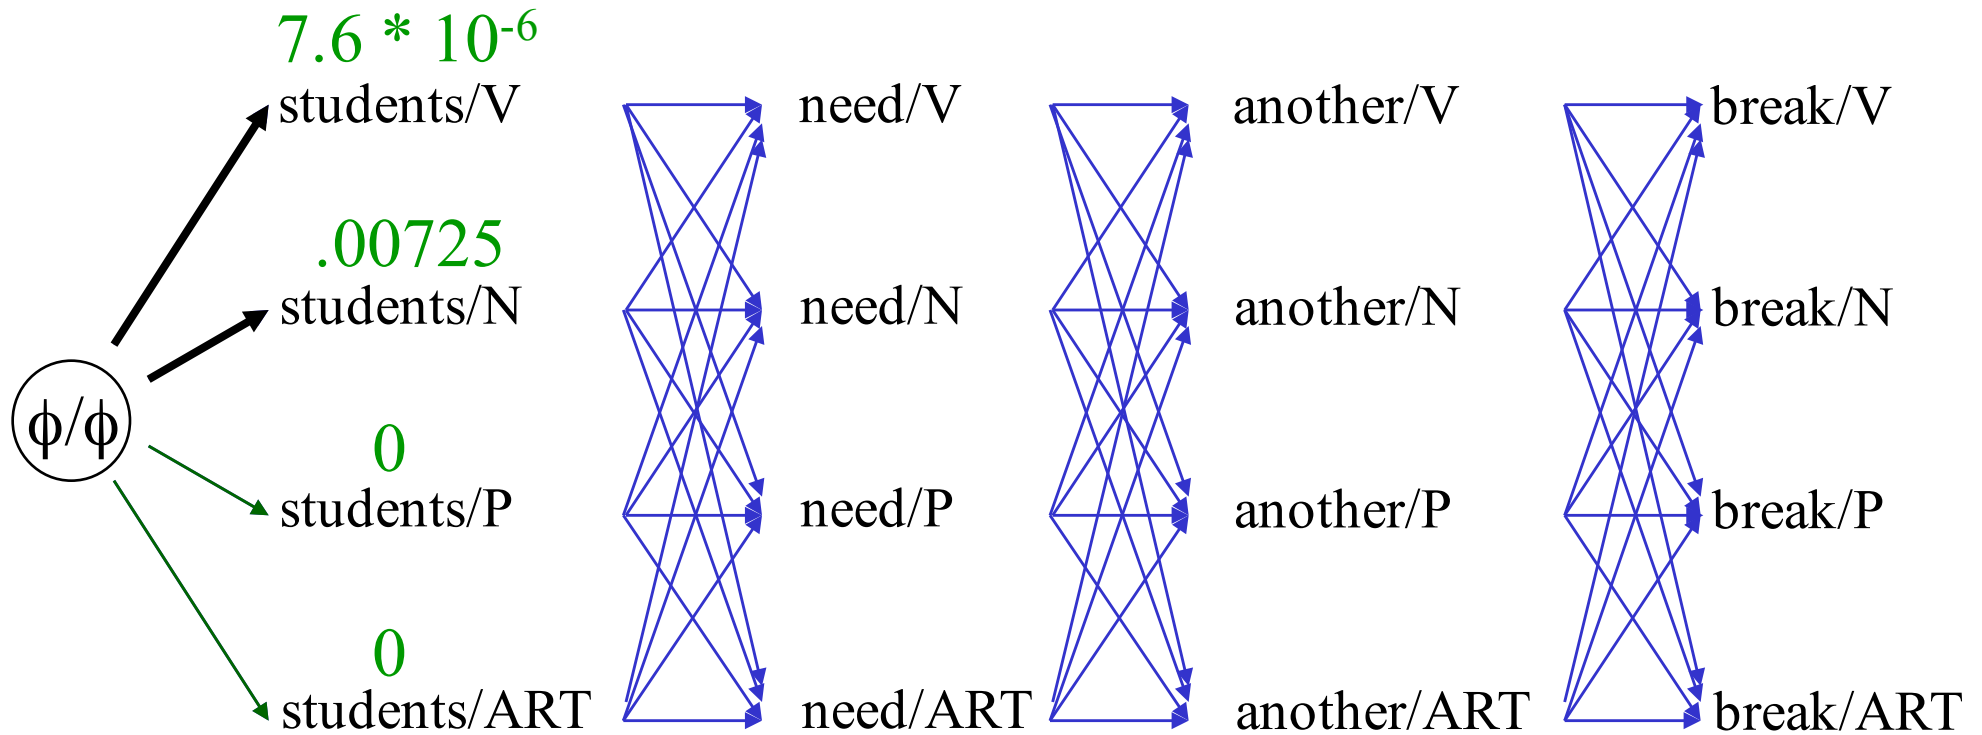 7.6 * 10⁻⁶
students/V need/V another/V break/V
.00725
students/N need/N another/N break/N
ϕ/ϕ
0
students/P need/P another/P break/P
0
students/ART need/ART another/ART break/ART